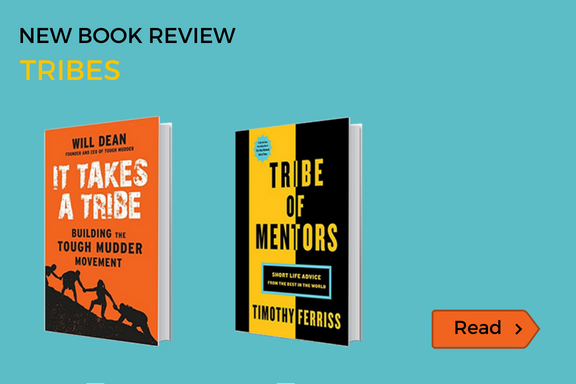 NEW BOOK REVIEW
TRIBES
WILL DEAN
FOUNDER AND CEO OF TOUGH MUDDER
IT TAKES
A TRIBE
BUILDING THE
TOUGH MUDDER
MOVEMENT
TRIBE
OF
MENTORS
SHORT LIFE ADVICE
FROM THE BEST IN THE WORLD
TIMOTHY FERRISS
Read